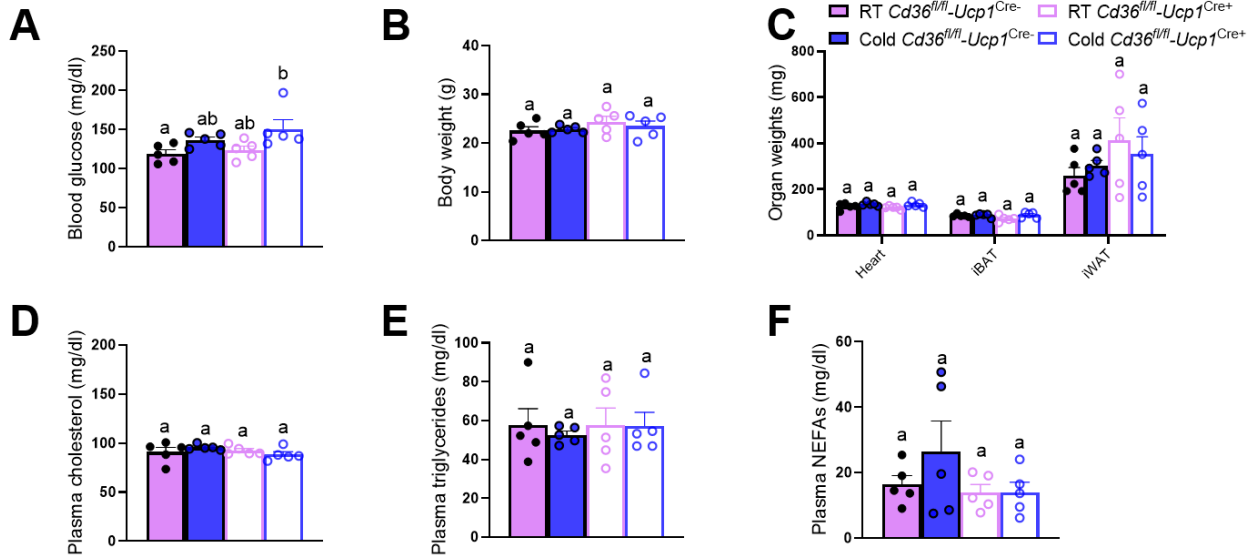 A
B
C
RT Cd36fl/fl-Ucp1Cre- RT Cd36fl/fl-Ucp1Cre+
Cold Cd36fl/fl-Ucp1Cre- Cold Cd36fl/fl-Ucp1Cre+
Blood glucose (mg/dl)
250
200
150
100
50
0
a ab ab b
Body weight (g)
40
30
20
10
0
a a a a
Organ weights (mg)
800
600
400
200
0
a a a a a a a a a a a a
Heart iBAT iWAT
D
E
F
Plasma cholesterol (mg/dl)
200
150
100
50
0
a a a a
Plasma triglycerides (mg/dl)
100
80
60
40
20
0
a a a a
Plasma NEFAs (mg/dl)
60
40
20
0
a a a a